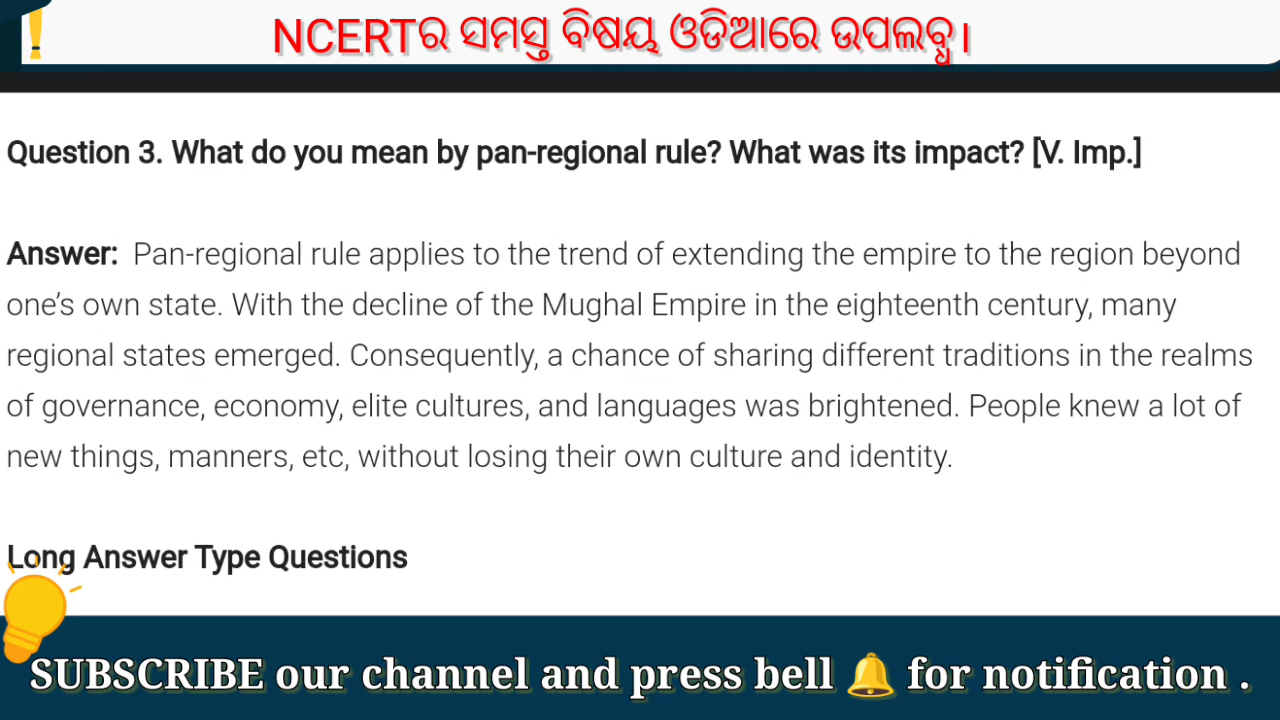 NCERTର ସମସ୍ତ ବିଷୟ ଓଡିଆରେ ଉପଲବ୍ଧ।
Question 3. What do you mean by pan-regional rule? What was its impact? [V. Imp.]
Answer: Pan-regional rule applies to the trend of extending the empire to the region beyond
one’s own state. With the decline of the Mughal Empire in the eighteenth century, many
regional states emerged. Consequently, a chance of sharing different traditions in the realms
of governance, economy, elite cultures, and languages was brightened. People knew a lot of
new things, manners, etc, without losing their own culture and identity.
Long Answer Type Questions
SUBSCRIBE our channel and press bell 🔔 for notification .